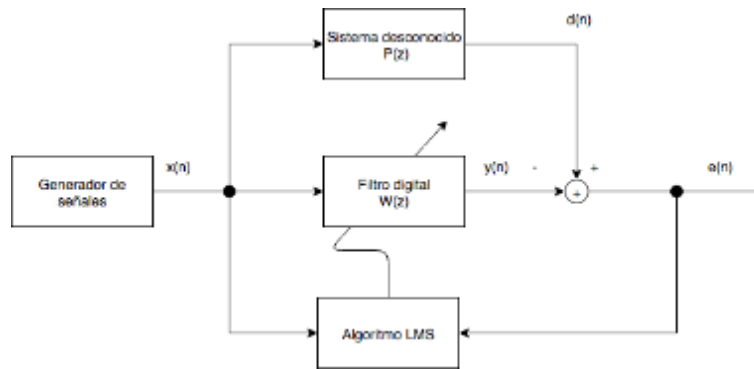 Sistema desconocido
P(z)
d(n)
Generador de
señales
x(n)
Filtro digital
W(z)
y(n)
-
+
+
e(n)
Algoritmo LMS